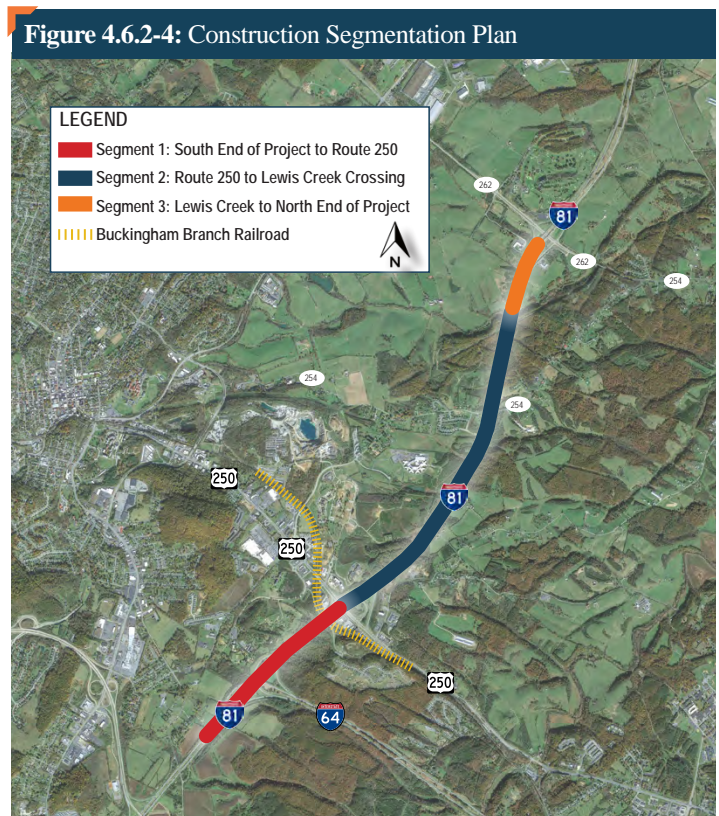 Figure 4.6.2-4: Construction Segmentation Plan
LEGEND
Segment 1: South End of Project to Route 250
Segment 2: Route 250 to Lewis Creek Crossing
Segment 3: Lewis Creek to North End of Project
Buckingham Branch Railroad
N
262
81
262
254
254
254
250
81
250
250
81
64